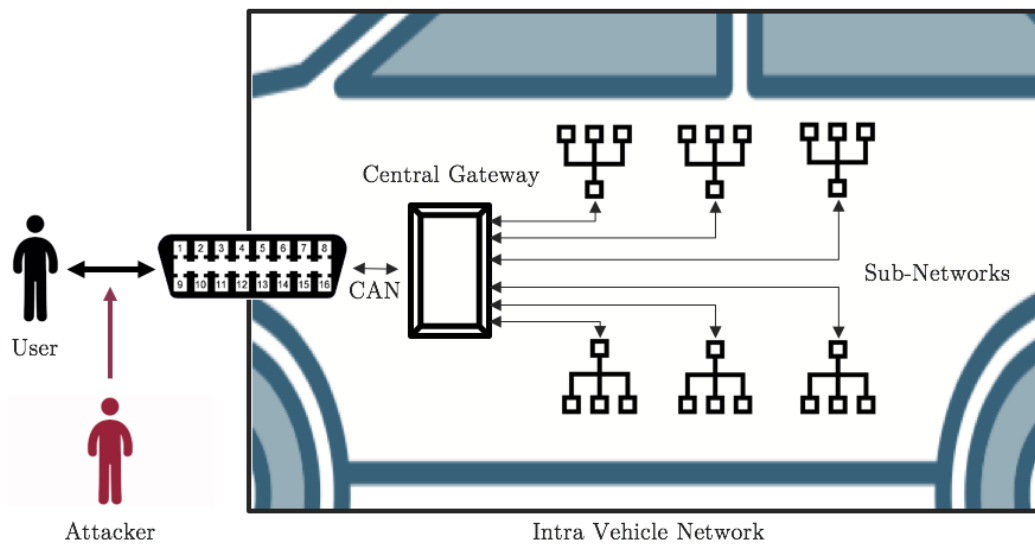 Central Gateway
1 2 3 4 5 6 7 8
9 10 11 12 13 14 15 16
CAN
Sub-Networks
User
Attacker
Intra Vehicle Network